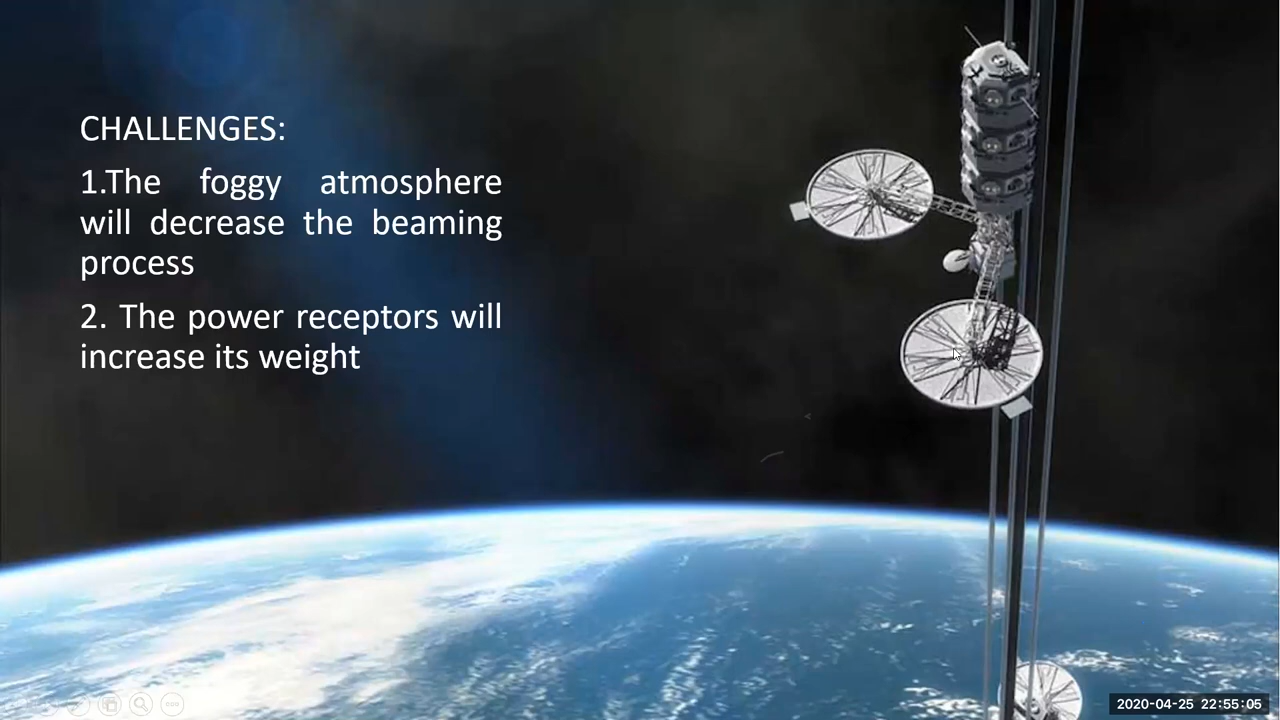 CHALLENGES:
1.The foggy atmosphere
will decrease the beaming
process
2. The power receptors will
increase its weight
2020-04-25 22:55:05